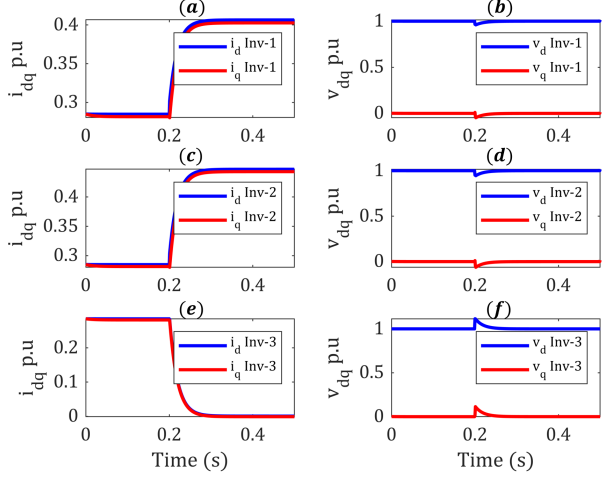 (a)
i_dq p.u
0.4
0.35
0.3
0
0.2
0.4
i_d Inv-1
i_q Inv-1
(b)
v_dq p.u
1
0.5
0
0
0.2
0.4
v_d Inv-1
v_q Inv-1
(c)
i_dq p.u
0.4
0.35
0.3
0
0.2
0.4
i_d Inv-2
i_q Inv-2
(d)
v_dq p.u
1
0.5
0
0
0.2
0.4
v_d Inv-2
v_q Inv-2
(e)
i_dq p.u
0.2
0.1
0
0
0.2
0.4
i_d Inv-3
i_q Inv-3
Time (s)
(f)
v_dq p.u
1
0.5
0
0
0.2
0.4
v_d Inv-3
v_q Inv-3
Time (s)